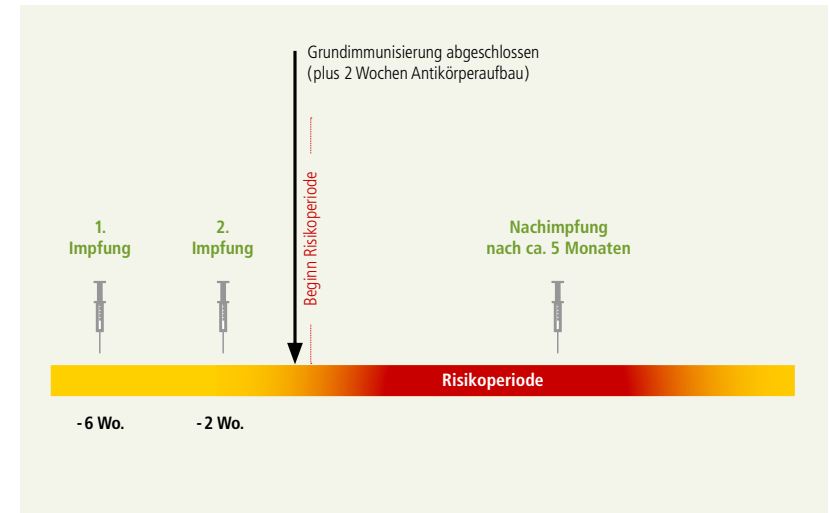 Grundimmunisierung abgeschlossen
(plus 2 Wochen Antikörperaufbau)
Beginn Risikoperiode
1.
Impfung
2.
Impfung
Nachimpfung
nach ca. 5 Monaten
Risikoperiode
- 6 Wo.
- 2 Wo.